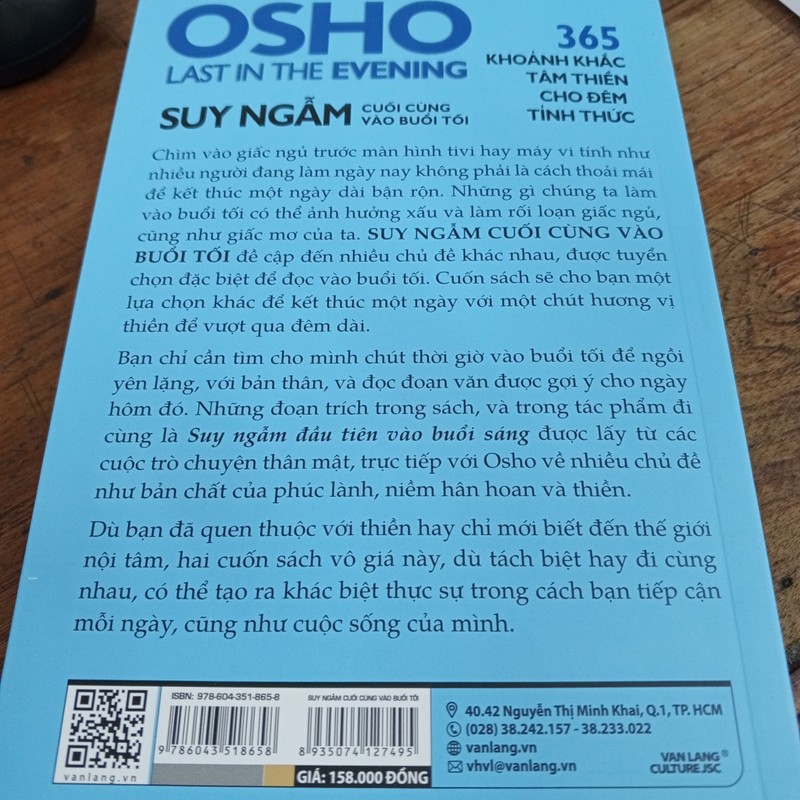 OSHO
LAST IN THE EVENING
365
KHOẢNH KHẮC
TÂM THIỀN
CHO ĐÊM
TỈNH THỨC
SUY NGẪM CUỐI CÙNG
VÀO BUỔI TỐI
Chìm vào giấc ngủ trước màn hình tivi hay máy vi tính như
nhiều người đang làm ngày nay không phải là cách thoải mái
để kết thúc một ngày dài bận rộn. Những gì chúng ta làm
vào buổi tối có thể ảnh hưởng xấu và làm rối loạn giấc ngủ,
cũng như giấc mơ của ta. SUY NGẪM CUỐI CÙNG VÀO
BUỔI TỐI đề cập đến nhiều chủ đề khác nhau, được tuyển
chọn đặc biệt để đọc vào buổi tối. Cuốn sách sẽ cho bạn một
lựa chọn khác để kết thúc một ngày với một chút hương vị
thiền để vượt qua đêm dài.
Bạn chỉ cần tìm cho mình chút thời giờ vào buổi tối để ngồi
yên lặng, với bản thân, và đọc đoạn văn được gợi ý cho ngày
hôm đó. Những đoạn trích trong sách, và trong tác phẩm đi
cùng là Suy ngẫm đầu tiên vào buổi sáng được lấy từ các
cuộc trò chuyện thân mật, trực tiếp với Osho về nhiều chủ đề
như bản chất của phúc lành, niềm hân hoan và thiền.
Dù bạn đã quen thuộc với thiền hay chỉ mới biết đến thế giới
nội tâm, hai cuốn sách vô giá này, dù tách biệt hay đi cùng
nhau, có thể tạo ra khác biệt thực sự trong cách bạn tiếp cận
mỗi ngày, cũng như cuộc sống của mình.
vanlang.vn
ISBN: 978-604-351-865-8
9 786043 518658
SUY NGẪM CUỐI CÙNG VÀO BUỔI TỐI
8 935074 127495
GIÁ: 158.000 ĐỒNG
40.42 Nguyễn Thị Minh Khai, Q.1, TP. HCM
(028) 38.242.157 - 38.233.022
vanlang.vn
vhvl@vanlang.vn
VAN LANG®
CULTURE JSC